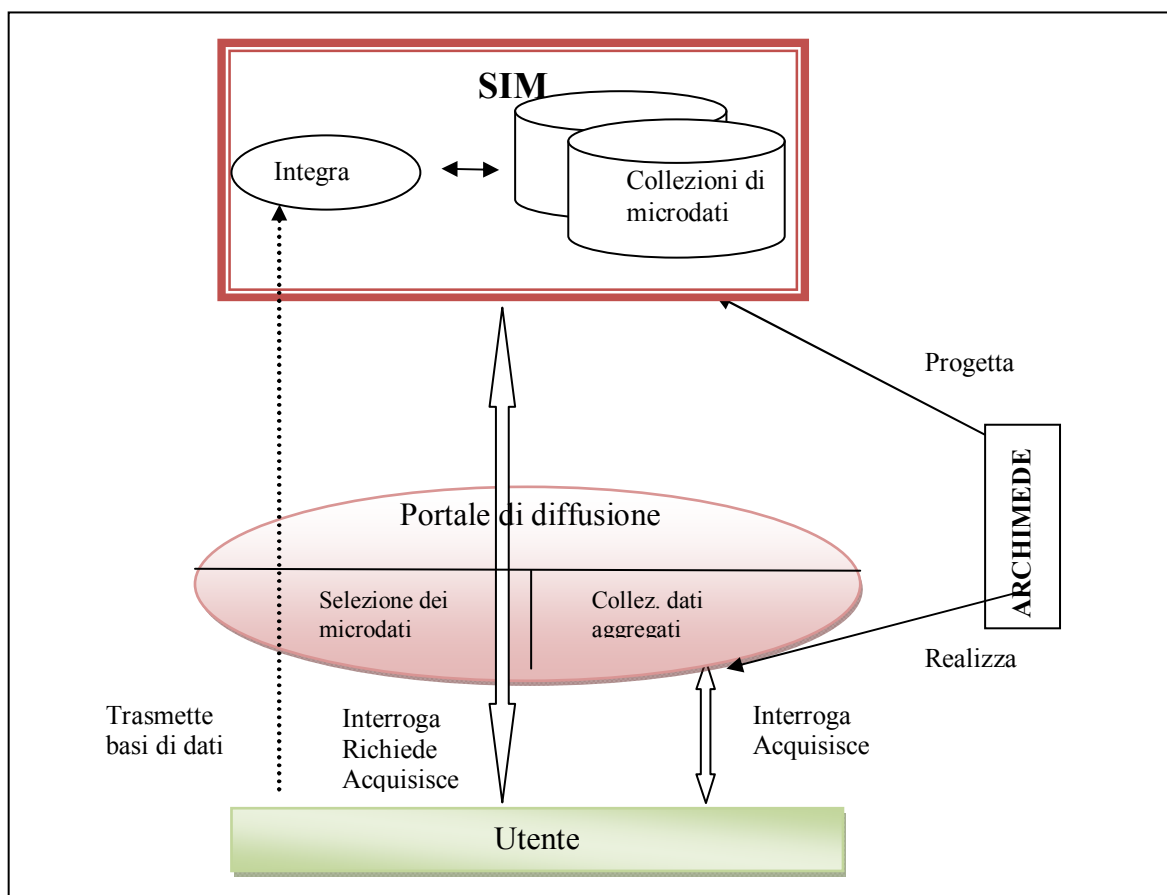 SIM
Integra
Collezioni di
microdati
Progetta
ARCHIMEDE
Portale di diffusione
Selezione dei
microdati
Collez. dati
aggregati
Realizza
Trasmette
basi di dati
Interroga
Richiede
Acquisisce
Interroga
Acquisisce
Utente